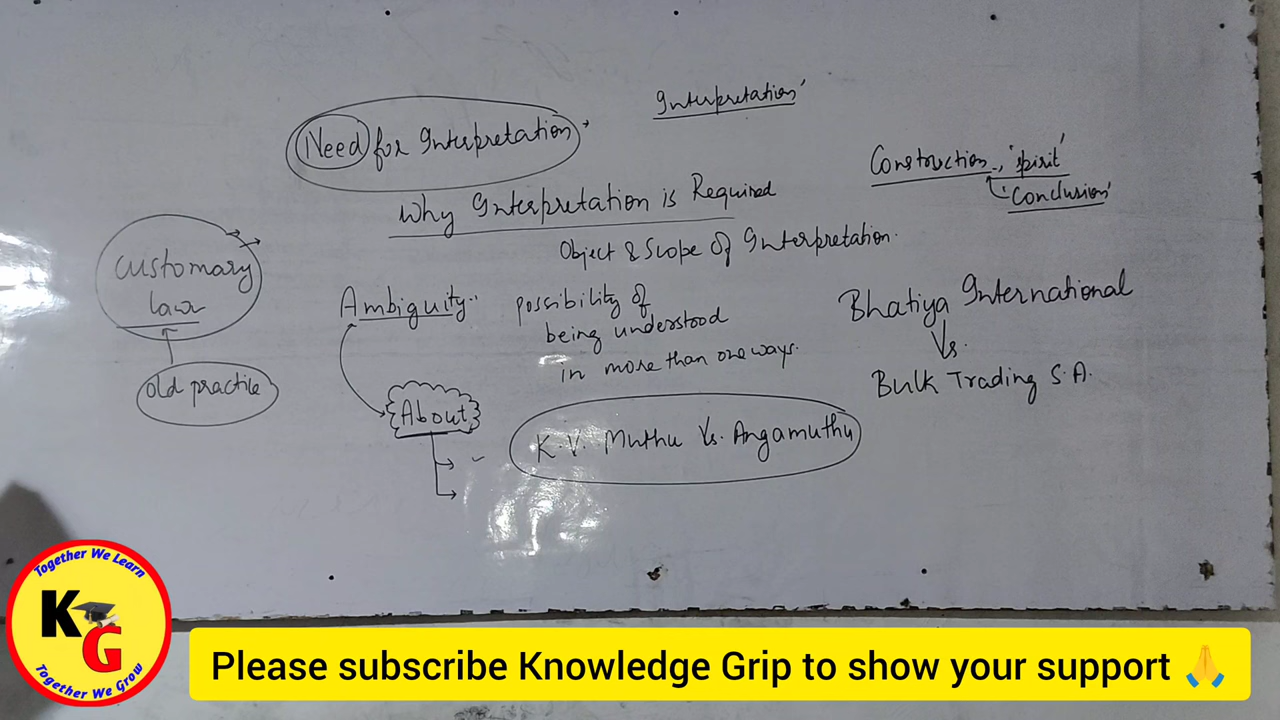 Interpretation'
Need for Interpretation
Construction.., 'spirit'
'Conclusion'
Why Interpretation is Required
Object & Scope of Interpretation.
customary
law
old practice
Ambiguity..
possibility of
being understood
in more than one ways.
About
K.V. Muthu Vs. Angamuthu
Bhatiya International
Vs.
Bulk Trading S.A.
Together We Learn
KG
Together We Grow
Please subscribe Knowledge Grip to show your support 🙏